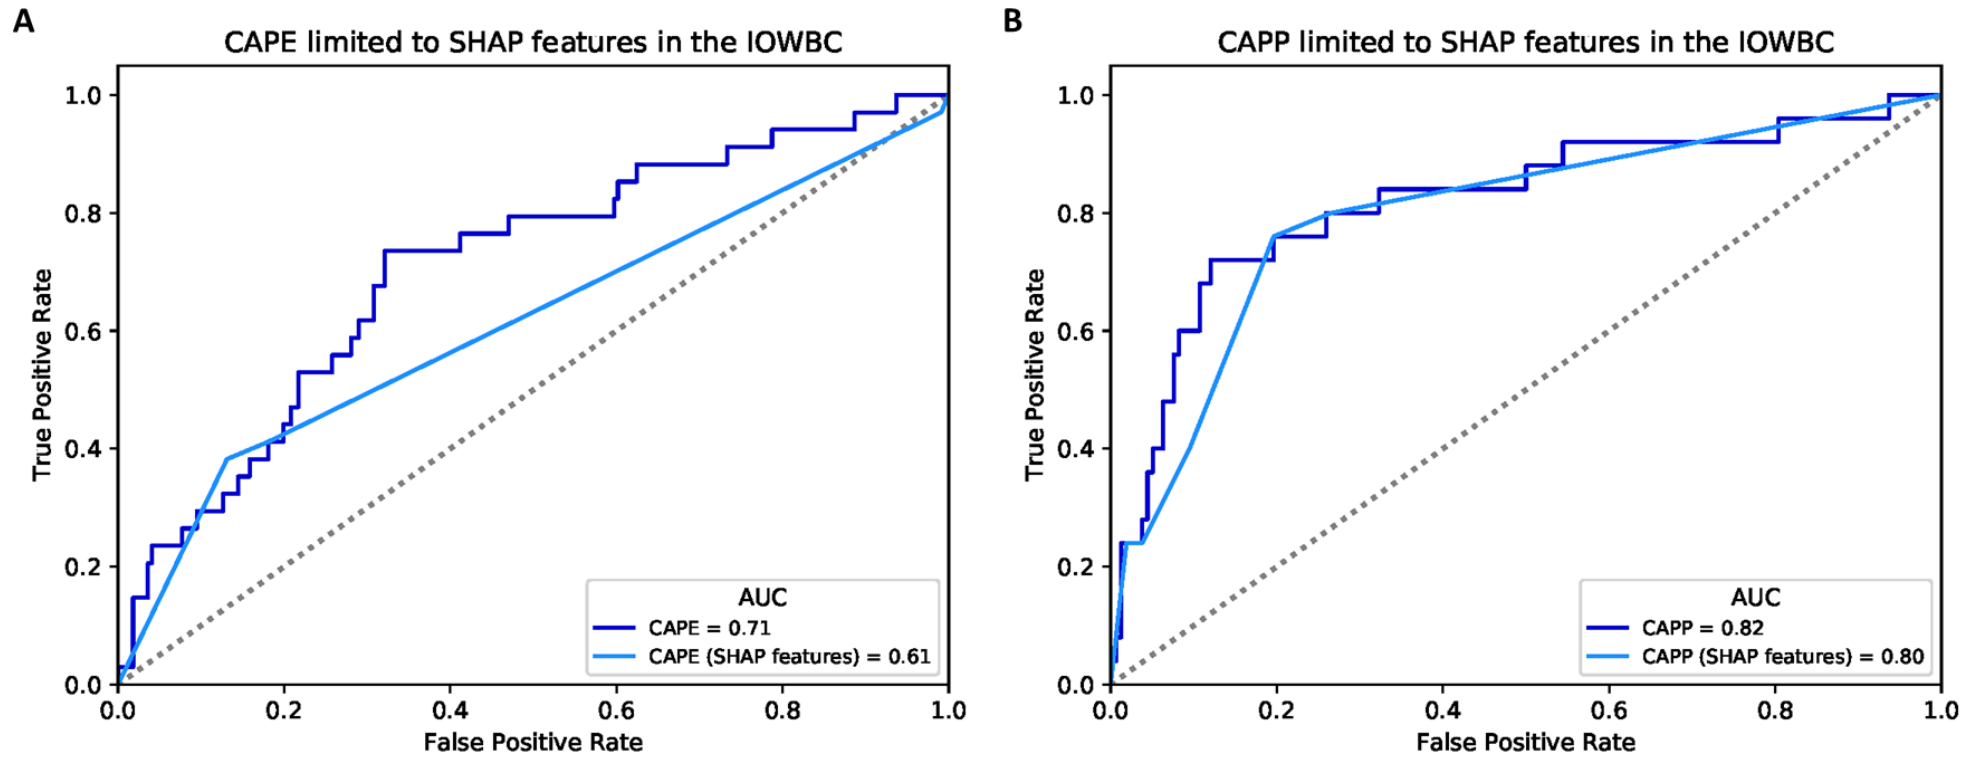 A
CAPE limited to SHAP features in the IOWBC
True Positive Rate
1.0
0.8
0.6
0.4
0.2
0.0
0.0 0.2 0.4 0.6 0.8 1.0
False Positive Rate
AUC
CAPE = 0.71
CAPE (SHAP features) = 0.61
B
CAPP limited to SHAP features in the IOWBC
True Positive Rate
1.0
0.8
0.6
0.4
0.2
0.0
0.0 0.2 0.4 0.6 0.8 1.0
False Positive Rate
AUC
CAPP = 0.82
CAPP (SHAP features) = 0.80